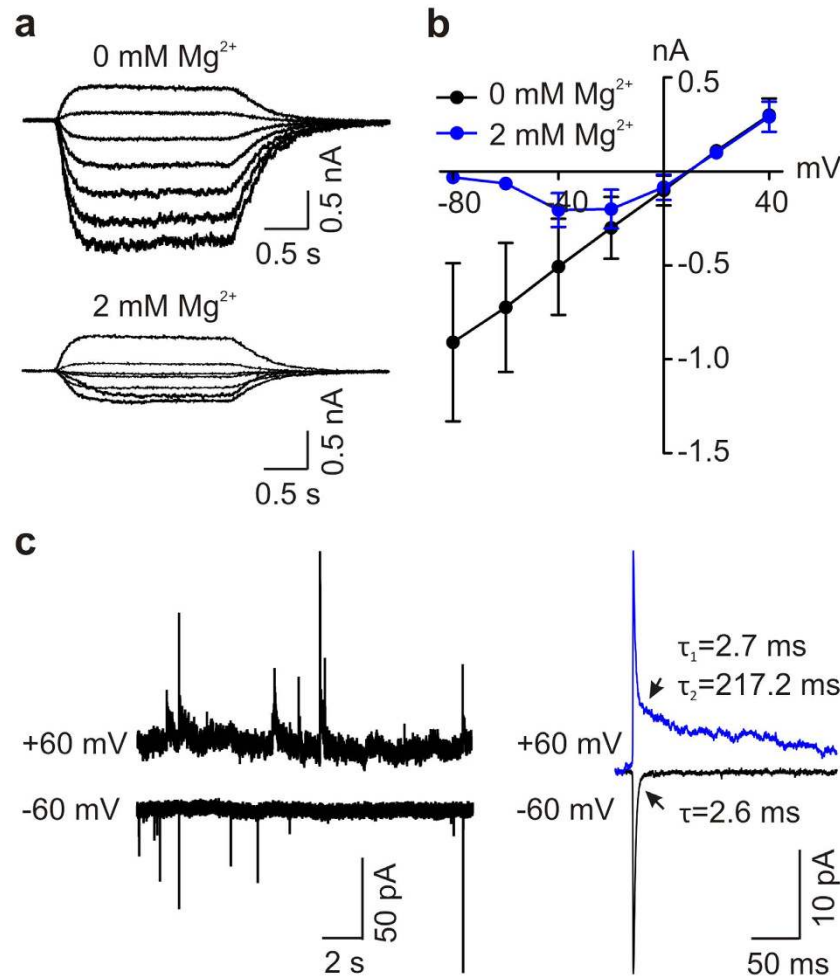 a
0 mM Mg²⁺
0.5 nA
0.5 s
2 mM Mg²⁺
0.5 nA
0.5 s
b
nA
0.5
0 mM Mg²⁺
2 mM Mg²⁺
mV
-80
-40
40
-0.5
-1.0
-1.5
c
+60 mV
-60 mV
50 pA
2 s
τ₁=2.7 ms
τ₂=217.2 ms
+60 mV
-60 mV
τ=2.6 ms
10 pA
50 ms